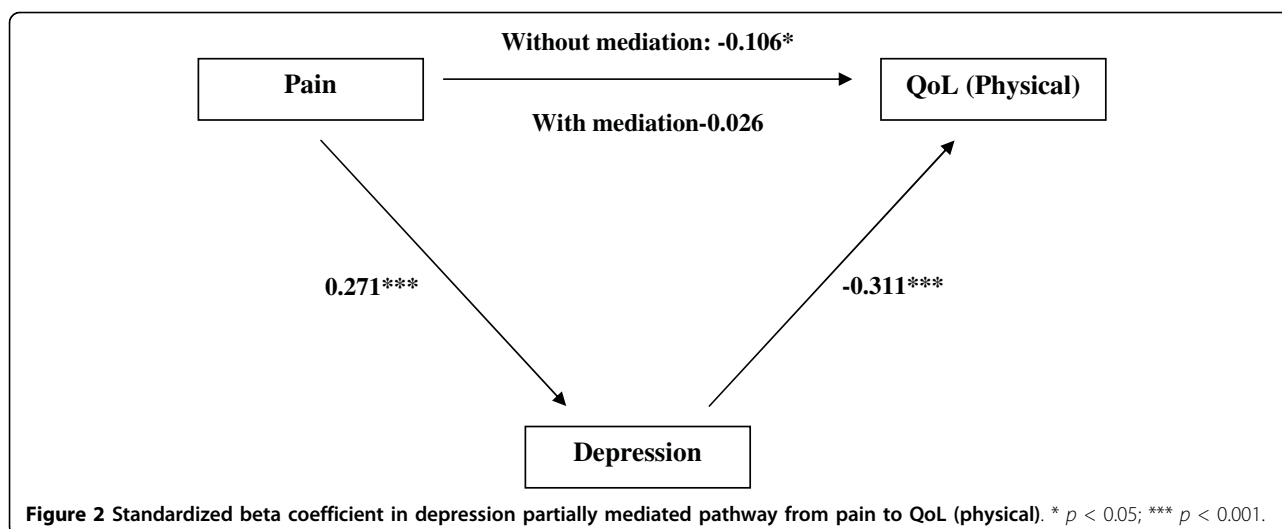 Without mediation: -0.106*
Pain
QoL (Physical)
With mediation-0.026
0.271***
-0.311***
Depression
Figure 2 Standardized beta coefficient in depression partially mediated pathway from pain to QoL (physical). * p < 0.05; *** p < 0.001.